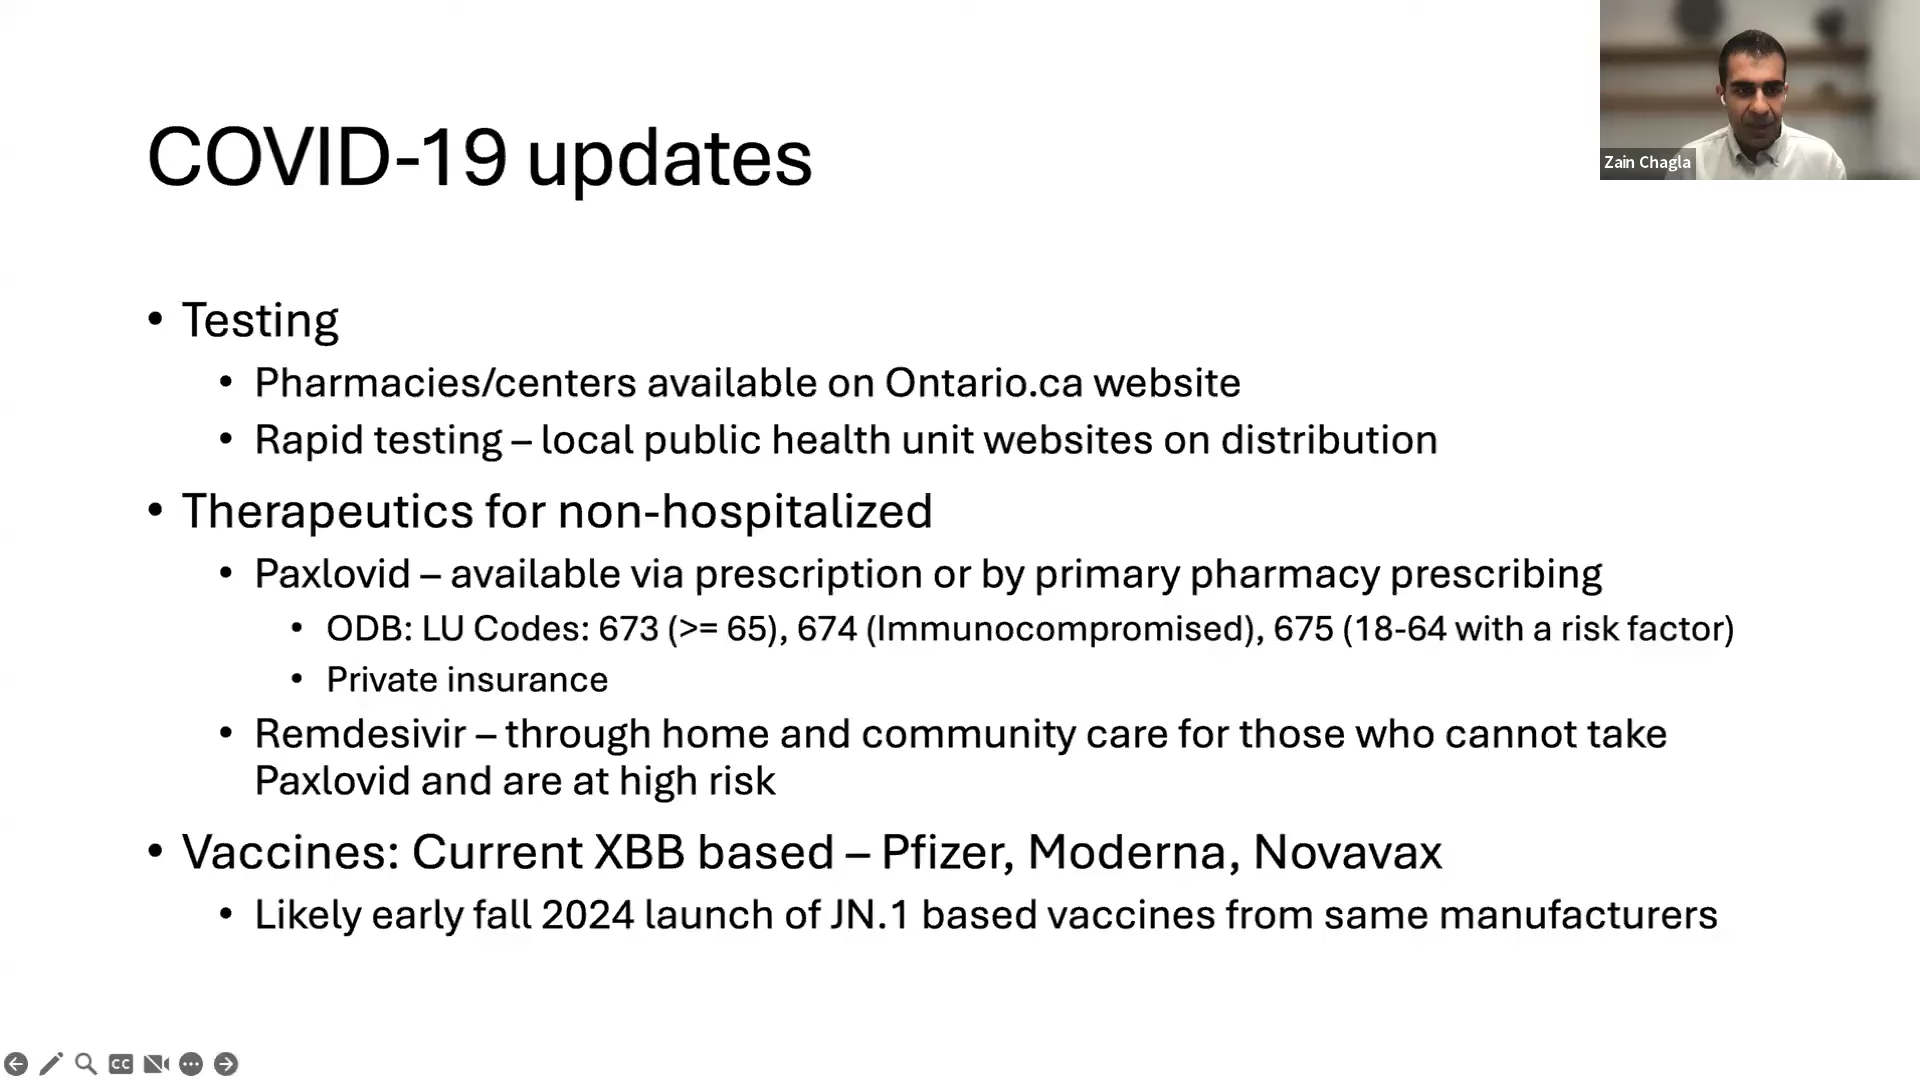 COVID-19 updates
Zain Chagla
• Testing
• Pharmacies/centers available on Ontario.ca website
• Rapid testing – local public health unit websites on distribution
• Therapeutics for non-hospitalized
• Paxlovid – available via prescription or by primary pharmacy prescribing
• ODB: LU Codes: 673 (>= 65), 674 (Immunocompromised), 675 (18-64 with a risk factor)
• Private insurance
• Remdesivir – through home and community care for those who cannot take
Paxlovid and are at high risk
• Vaccines: Current XBB based – Pfizer, Moderna, Novavax
• Likely early fall 2024 launch of JN.1 based vaccines from same manufacturers
CC